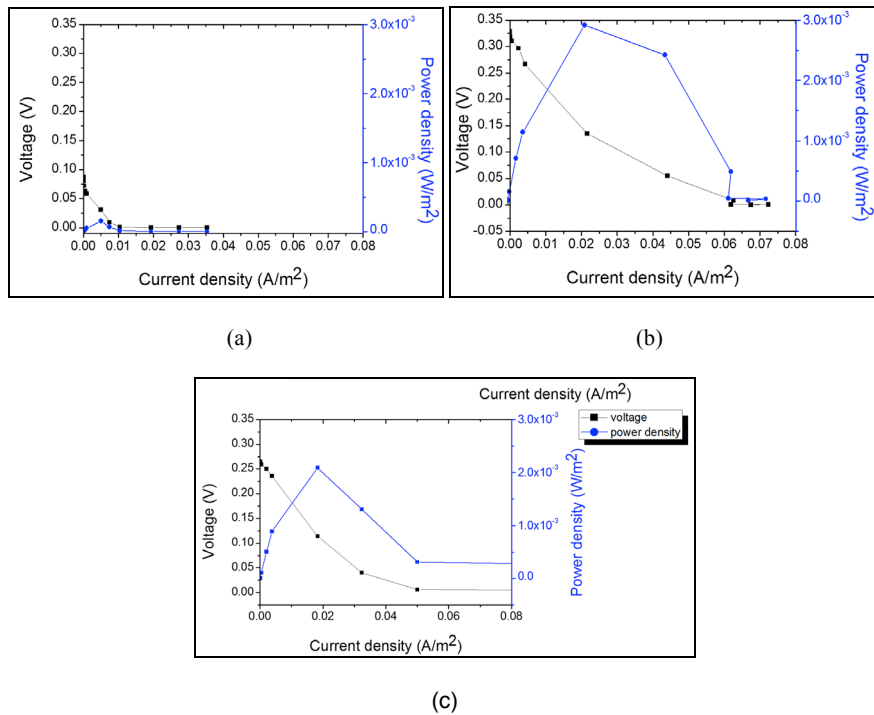 0.35
0.30
0.25
0.20
0.15
0.10
0.05
0.00
Voltage (V)
0.00 0.01 0.02 0.03 0.04 0.05 0.06 0.07 0.08
Current density (A/m²)
3.0x10⁻³
2.0x10⁻³
1.0x10⁻³
0.0
Power density (W/m²)
(a)
0.35
0.30
0.25
0.20
0.15
0.10
0.05
0.00
-0.05
Voltage (V)
0.00 0.01 0.02 0.03 0.04 0.05 0.06 0.07 0.08
Current density (A/m²)
3.0x10⁻³
2.0x10⁻³
1.0x10⁻³
0.0
Power density (W/m²)
(b)
Current density (A/m²)
voltage
power density
0.35
0.30
0.25
0.20
0.15
0.10
0.05
0.00
Voltage (V)
0.00 0.02 0.04 0.06 0.08
Current density (A/m²)
3.0x10⁻³
2.0x10⁻³
1.0x10⁻³
0.0
Power density (W/m²)
(c)